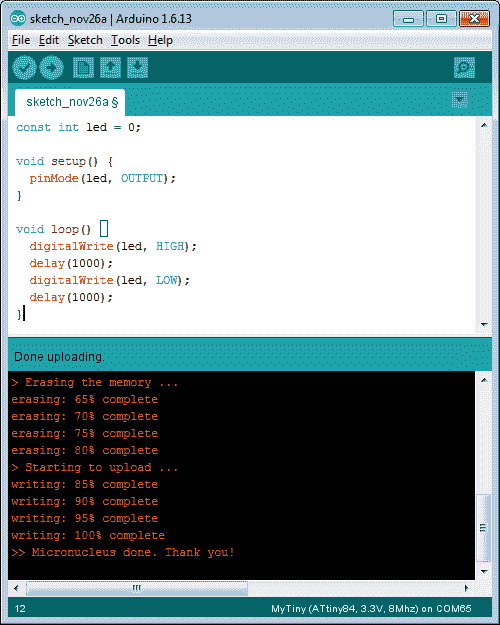 sketch_nov26a | Arduino 1.6.13
File Edit Sketch Tools Help
sketch_nov26a §
const int led = 0;
void setup() {
  pinMode(led, OUTPUT);
}
void loop() {
  digitalWrite(led, HIGH);
  delay(1000);
  digitalWrite(led, LOW);
  delay(1000);
}
Done uploading.
> Erasing the memory ...
erasing: 65% complete
erasing: 70% complete
erasing: 75% complete
erasing: 80% complete
> Starting to upload ...
writing: 85% complete
writing: 90% complete
writing: 95% complete
writing: 100% complete
>> Micronucleus done. Thank you!
12 MyTiny (ATtiny84, 3.3V, 8Mhz) on COM65